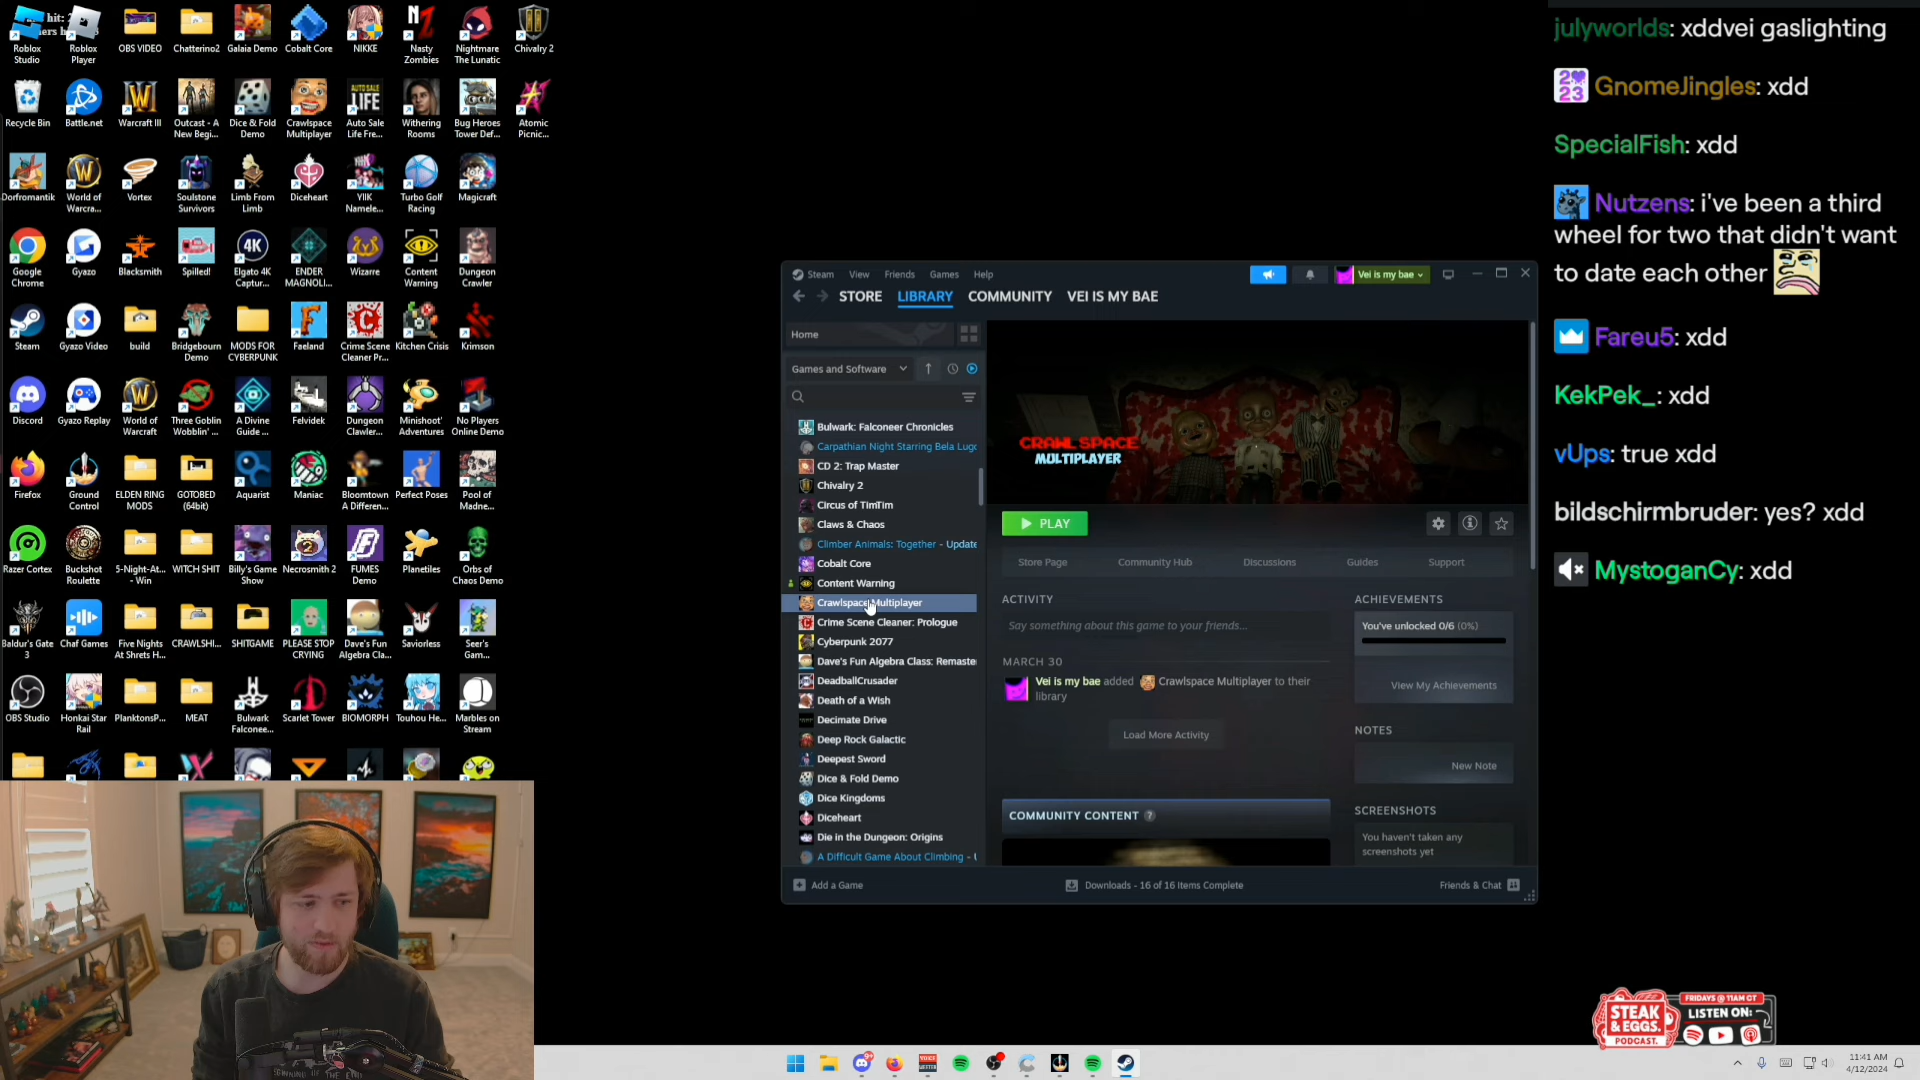 Roblox Studio
Roblox Player
OBS VIDEO
Chatterino2
Galaia Demo
Cobalt Core
NIKKE
Nasty Zombies
Nightmare The Lunatic
Chivalry 2
Recycle Bin
Battle.net
Warcraft III
Outcast - A New Begi...
Dice & Fold Demo
Crawlspace Multiplayer
Auto Sale Life Fre...
Withering Rooms
Bug Heroes Tower Def...
Atomic Picnic...
Dorfromantik
World of Warcra...
Vortex
Soulstone Survivors
Limb From Limb
Diceheart
YIIK Namele...
Turbo Golf Racing
Magicraft
Google Chrome
Gyazo
Blacksmith
Spilled!
Elgato 4K Captur...
ENDER MAGNOLI...
Wizarre
Content Warning
Dungeon Crawler
Steam
Gyazo Video
build
Bridgebourn Demo
MODS FOR CYBERPUNK
Faeland
Crime Scene Cleaner Pr...
Kitchen Crisis
Krimson
Discord
Gyazo Replay
World of Warcraft
Three Goblin Wobblin' ...
A Divine Guide ...
Felvidek
Dungeon Clawler...
Minishoot' Adventures
No Players Online Demo
Firefox
Ground Control
ELDEN RING MODS
GOTOBED (64bit)
Aquarist
Maniac
Bloomtown A Differen...
Perfect Poses
Pool of Madne...
Razer Cortex
Buckshot Roulette
5-Night-At... - Win
WITCH SHIT
Billy's Game Show
Necrosmith 2
FUMES Demo
Planetiles
Orbs of Chaos Demo
Baldur's Gate 3
Chaf Games
Five Nights At Shrets H...
CRAWLSHI...
SHITGAME
PLEASE STOP CRYING
Dave's Fun Algebra Cla...
Saviorless
Seer's Gam...
OBS Studio
Honkai Star Rail
PlanktonsP...
MEAT
Bulwark Falconee...
Scarlet Tower
BIOMORPH
Touhou He...
Marbles on Stream
Steam View Friends Games Help
Vei is my bae
STORE LIBRARY COMMUNITY VEI IS MY BAE
Home
Games and Software
Bulwark: Falconeer Chronicles
Carpathian Night Starring Bela Lugo
CD 2: Trap Master
Chivalry 2
Circus of TimTim
Claws & Chaos
Climber Animals: Together - Update
Cobalt Core
Content Warning
Crawlspace Multiplayer
Crime Scene Cleaner: Prologue
Cyberpunk 2077
Dave's Fun Algebra Class: Remaste
DeadballCrusader
Death of a Wish
Decimate Drive
Deep Rock Galactic
Deepest Sword
Dice & Fold Demo
Dice Kingdoms
Diceheart
Die in the Dungeon: Origins
A Difficult Game About Climbing - U
CRAWLSPACE
MULTIPLAYER
PLAY
Store Page Community Hub Discussions Guides Support
ACTIVITY
Say something about this game to your friends...
MARCH 30
Vei is my bae added Crawlspace Multiplayer to their
library
Load More Activity
COMMUNITY CONTENT ?
ACHIEVEMENTS
You've unlocked 0/6 (0%)
View My Achievements
NOTES
New Note
SCREENSHOTS
You haven't taken any
screenshots yet
Add a Game
Downloads - 16 of 16 Items Complete
Friends & Chat
julyworlds: xddvei gaslighting
GnomeJingles: xdd
SpecialFish: xdd
Nutzens: i've been a third
wheel for two that didn't want
to date each other
Fareu5: xdd
KekPek_: xdd
vUps: true xdd
bildschirmbruder: yes? xdd
MystoganCy: xdd
STEAK & EGGS. PODCAST.
FRIDAYS @ 11AM CT
LISTEN ON:
11:41 AM
4/12/2024